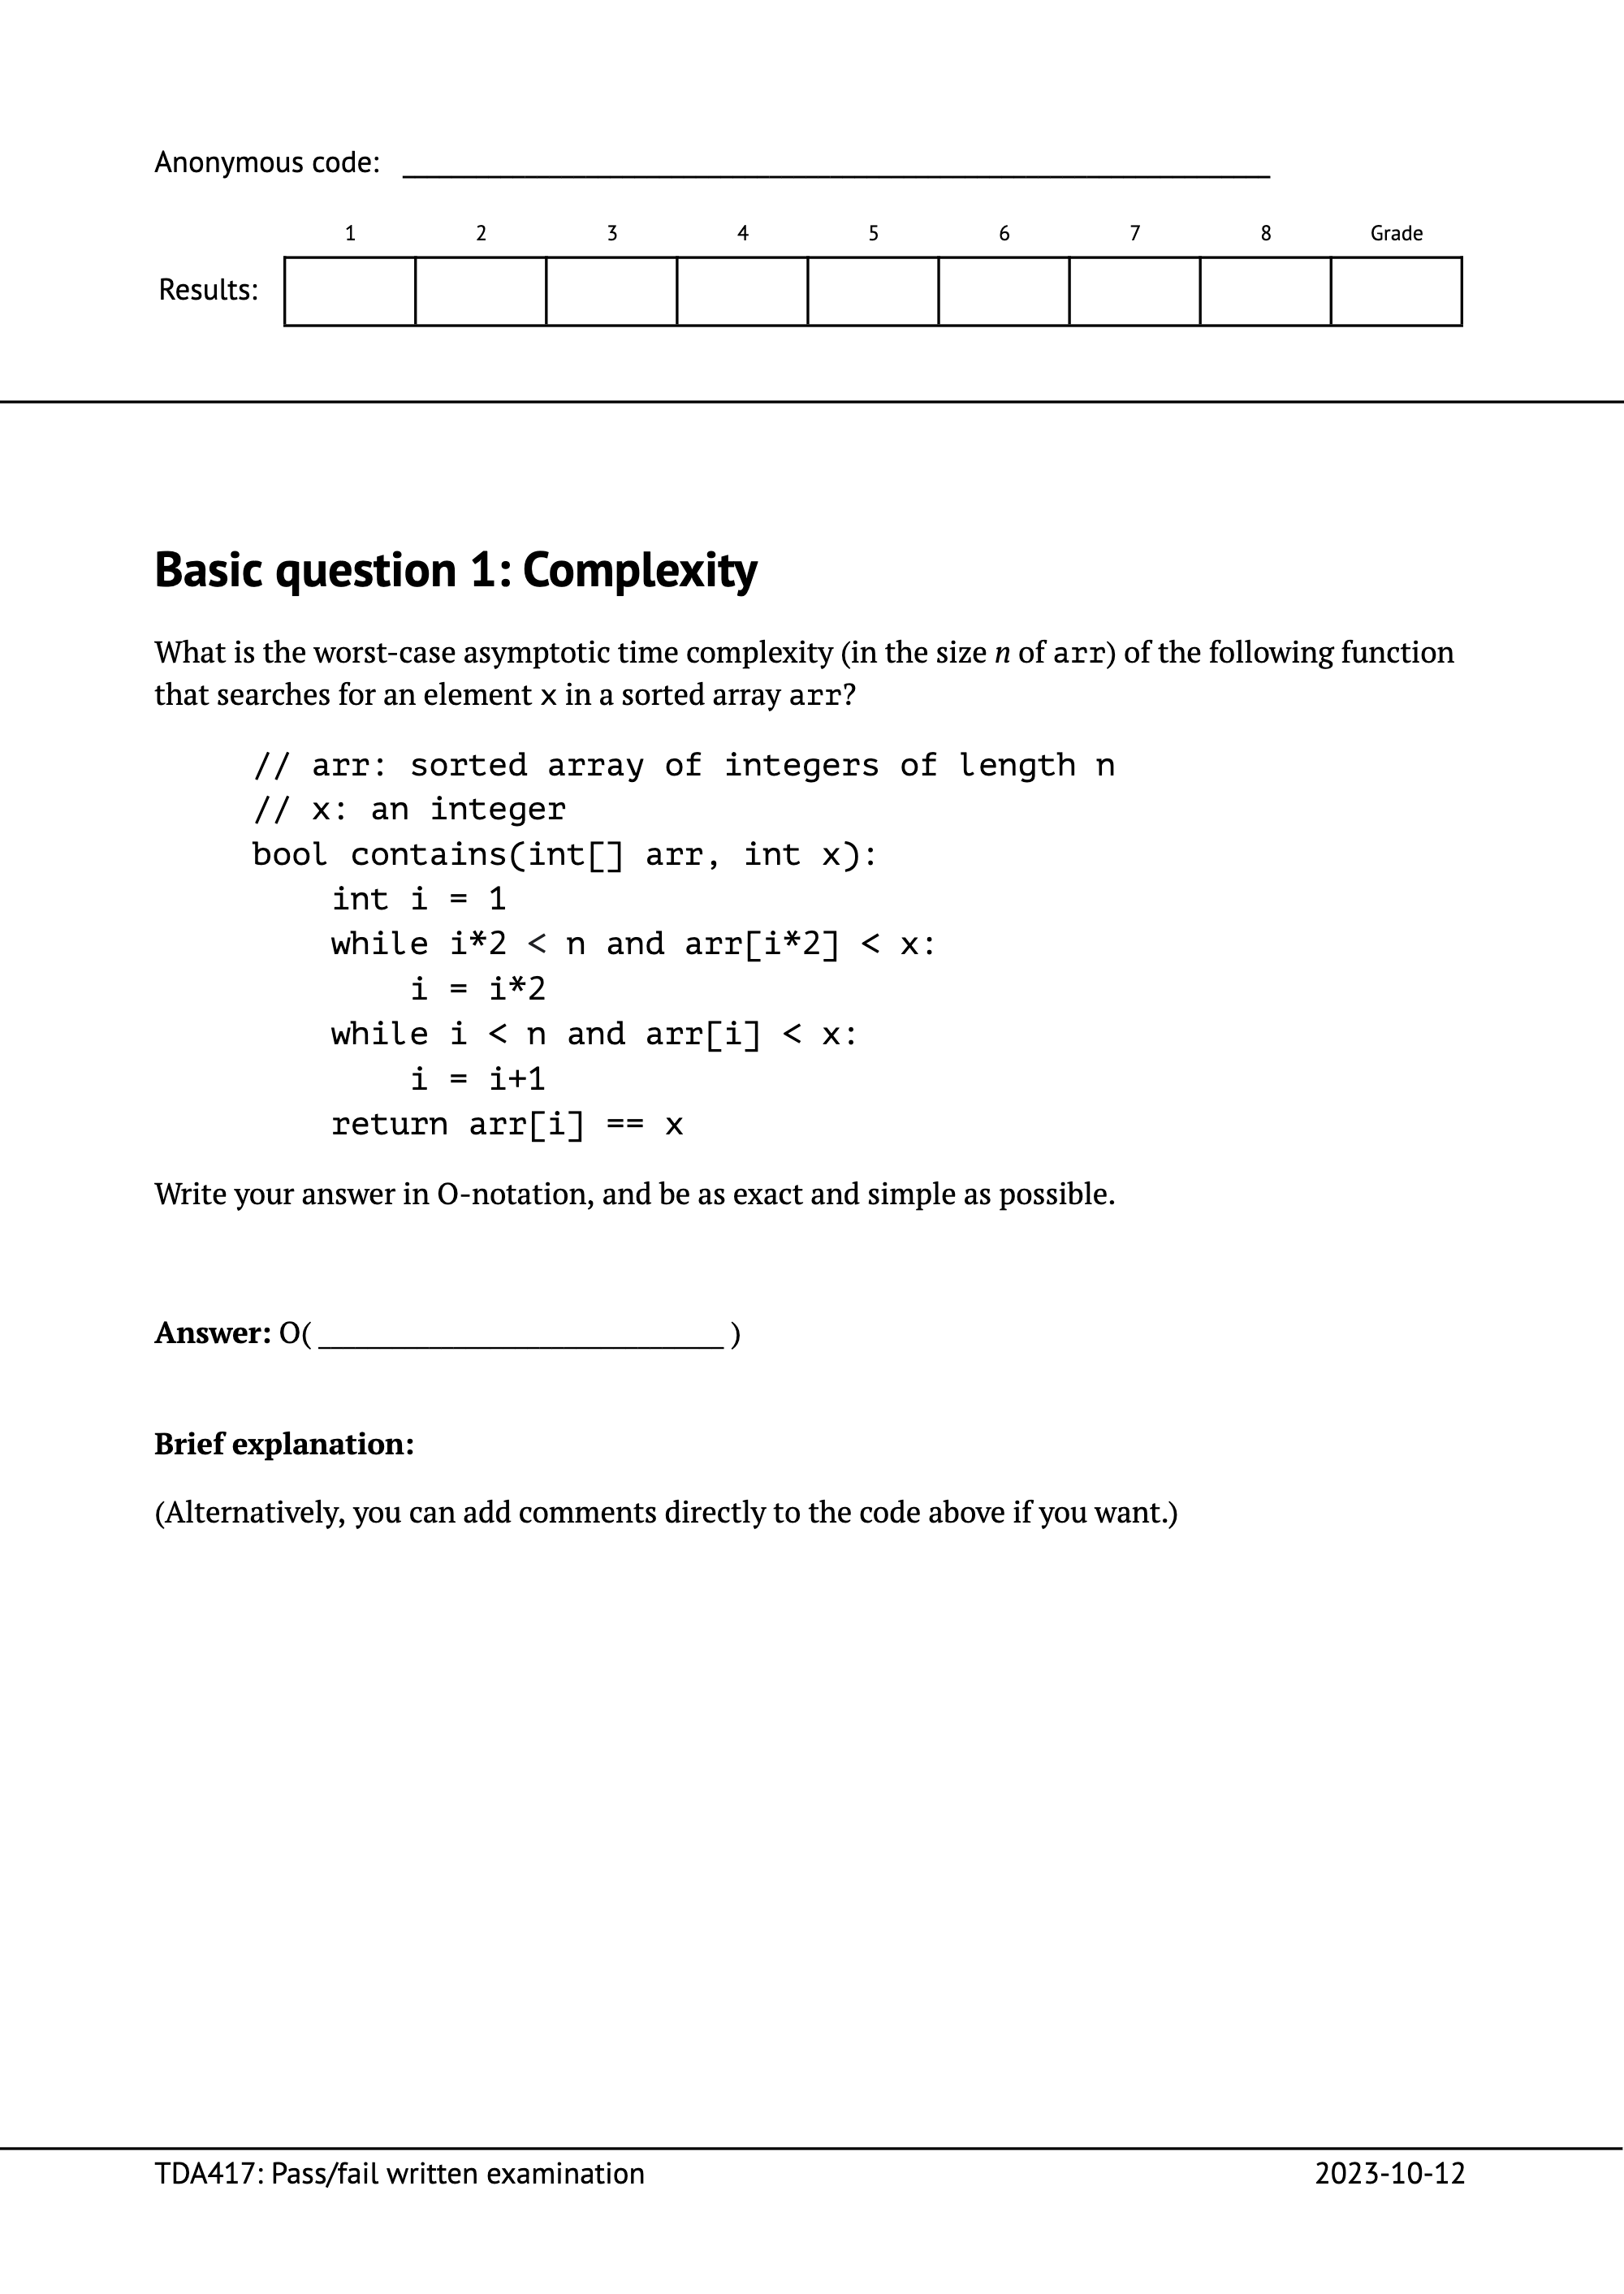 Anonymous code:
1 2 3 4 5 6 7 8 Grade
Results:
Basic question 1: Complexity
What is the worst-case asymptotic time complexity (in the size n of arr) of the following function
that searches for an element x in a sorted array arr?
// arr: sorted array of integers of length n
// x: an integer
bool contains(int[] arr, int x):
    int i = 1
    while i*2 < n and arr[i*2] < x:
        i = i*2
    while i < n and arr[i] < x:
        i = i+1
    return arr[i] == x
Write your answer in O-notation, and be as exact and simple as possible.
Answer: O( __________________________ )
Brief explanation:
(Alternatively, you can add comments directly to the code above if you want.)
TDA417: Pass/fail written examination 2023-10-12